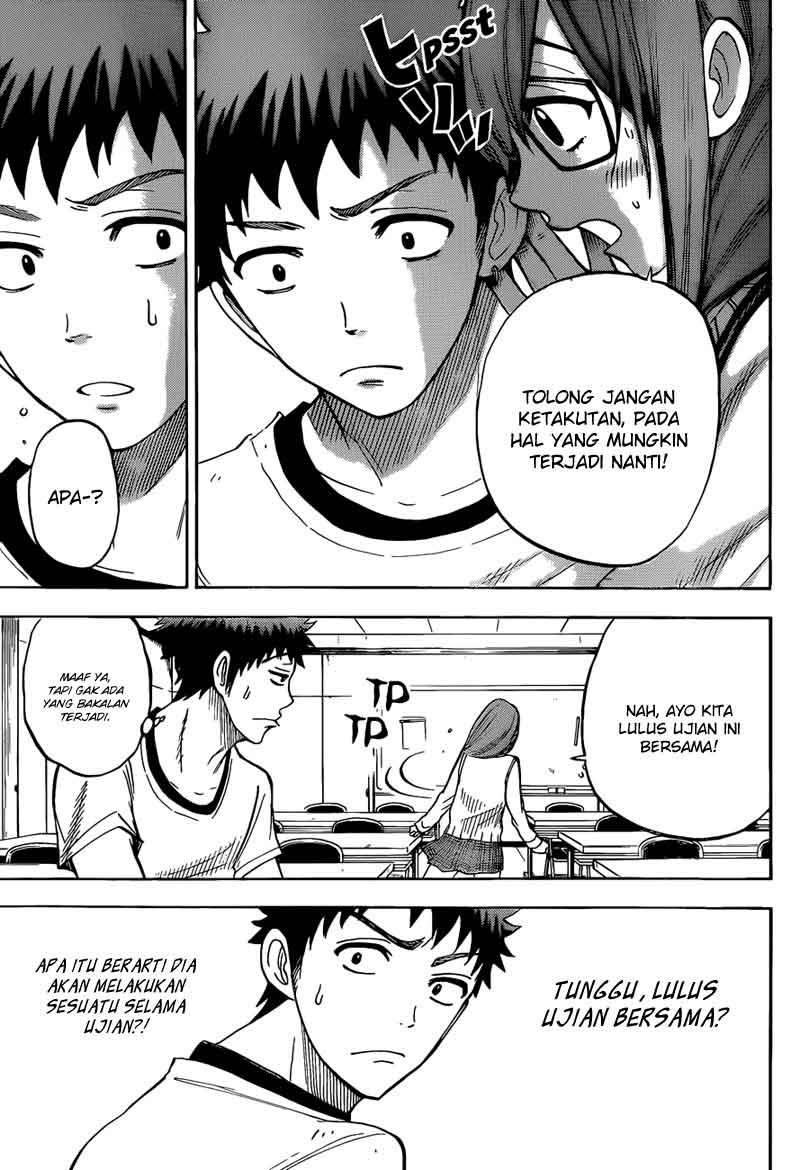 ヒソッ
psst
TOLONG JANGAN
KETAKUTAN, PADA
HAL YANG MUNGKIN
TERJADI NANTI!
APA-?
NAH, AYO KITA
LULUS UJIAN INI
BERSAMA!
TP
TP
MAAF YA,
TAPI GAK ADA
YANG BAKALAN
TERJADI.
TUNGGU, LULUS
UJIAN BERSAMA?
APA ITU BERARTI DIA
AKAN MELAKUKAN
SESUATU SELAMA
UJIAN?!